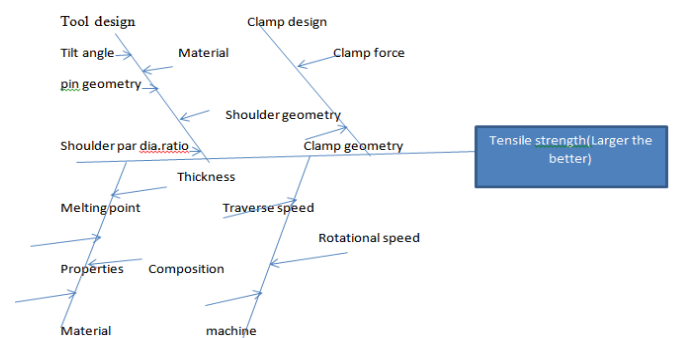 Tool design
Clamp design
Tilt angle
Material
Clamp force
pin geometry
Shoulder geometry
Shoulder par dia.ratio
Clamp geometry
Tensile strength(Larger the
better)
Thickness
Melting point
Traverse speed
Rotational speed
Properties
Composition
Material
machine